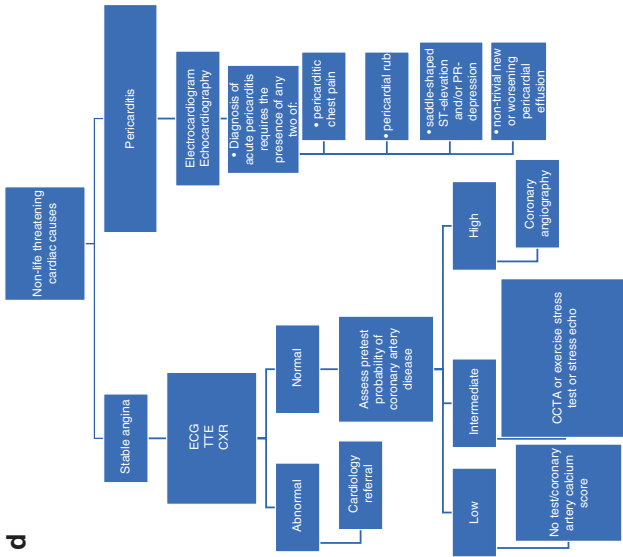 d
Non-life threatening
cardiac causes
Stable angina
ECG
TTE
CXR
Abnormal
Cardiology
referral
Normal
Assess pretest
probability of
coronary artery
disease
Low
No test/coronary
artery calcium
score
Intermediate
CCTA or exercise stress
test or stress echo
High
Coronary
angiography
Pericarditis
Electrocardiogram
Echocardiography
• Diagnosis of
acute pericarditis
requires the
presence of any
two of:
• pericarditic
chest pain
• pericardial rub
• saddle-shaped
ST-elevation
and/or PR-
depression
• non-trivial new
or worsening
pericardial
effusion